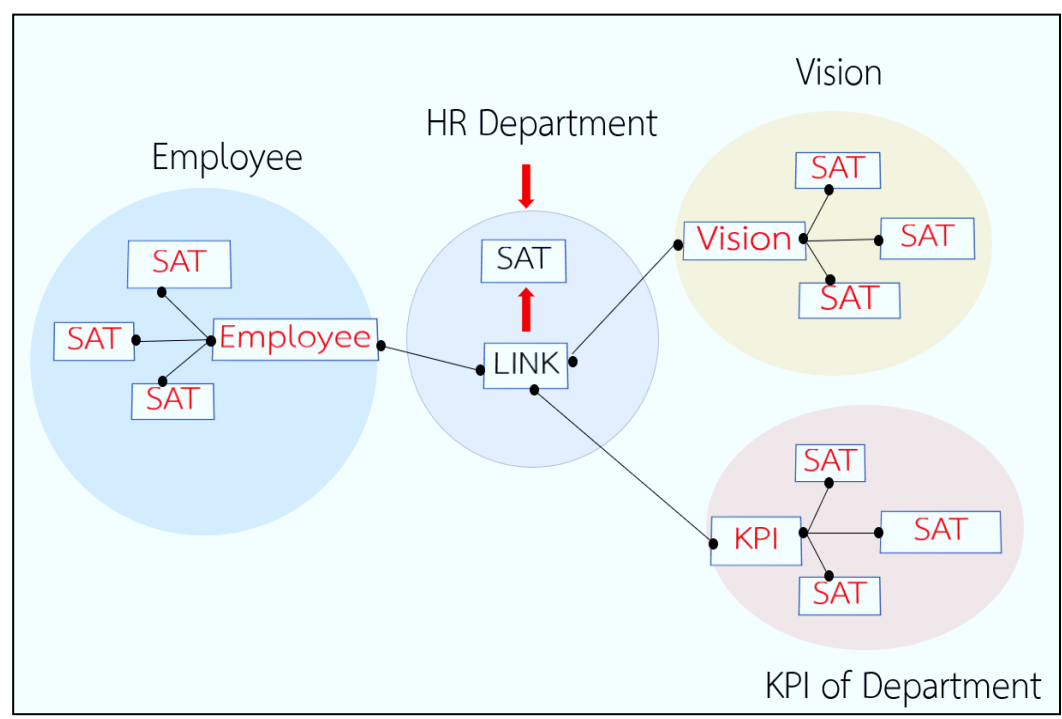 Vision
HR Department
Employee
SAT
SAT
SAT
Employee
SAT
LINK
SAT
Vision
SAT
SAT
SAT
KPI
SAT
SAT
KPI of Department